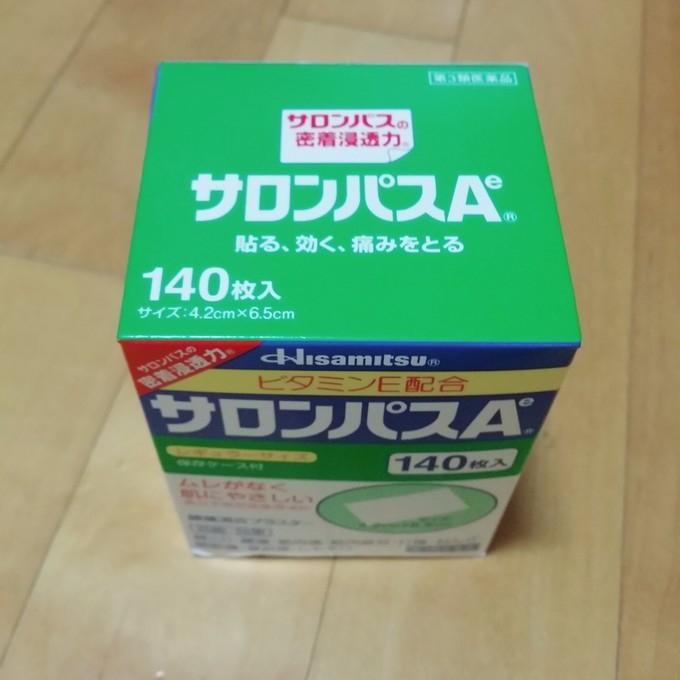 第3類医薬品
サロンパスの
密着浸透力®
サロンパスAe®
貼る、効く、痛みをとる
140枚入
サイズ:4.2cm×6.5cm
サロンパスの
密着浸透力®
Hisamitsu®
ビタミンE配合
サロンパスAe®
レギュラーサイズ
保存ケース付
140枚入
ムレがなく
肌にやさしい